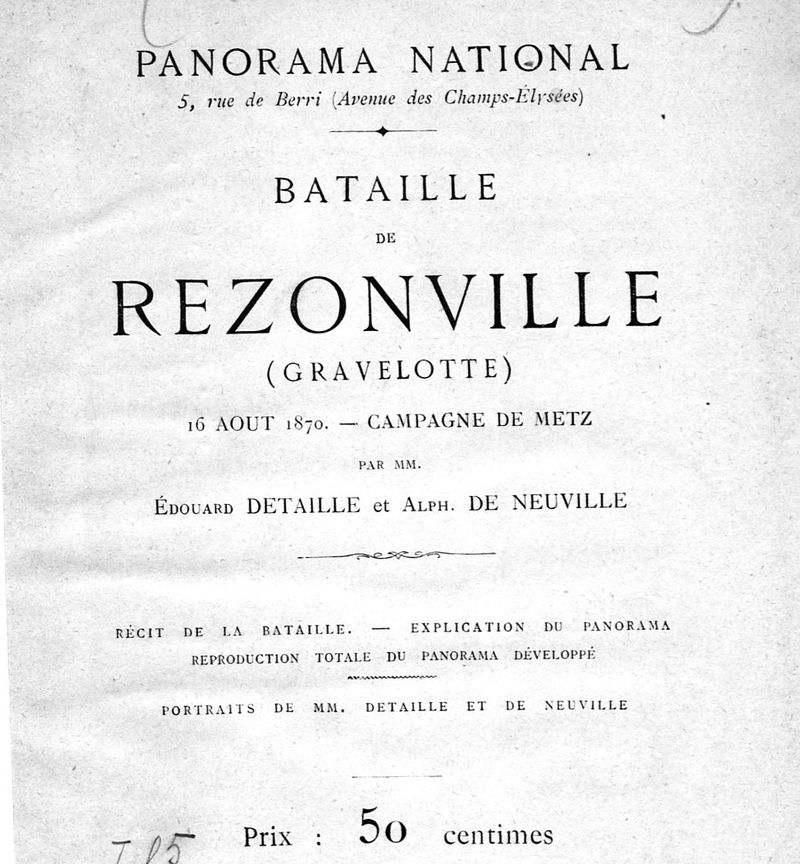 PANORAMA NATIONAL
5, rue de Berri (Avenue des Champs-Élysées)
BATAILLE
DE
REZONVILLE
(GRAVELOTTE)
16 AOUT 1870. — CAMPAGNE DE METZ
PAR MM.
ÉDOUARD DETAILLE et ALPH. DE NEUVILLE
RÉCIT DE LA BATAILLE. — EXPLICATION DU PANORAMA
REPRODUCTION TOTALE DU PANORAMA DÉVELOPPÉ
PORTRAITS DE MM. DETAILLE ET DE NEUVILLE
Prix : 50 centimes